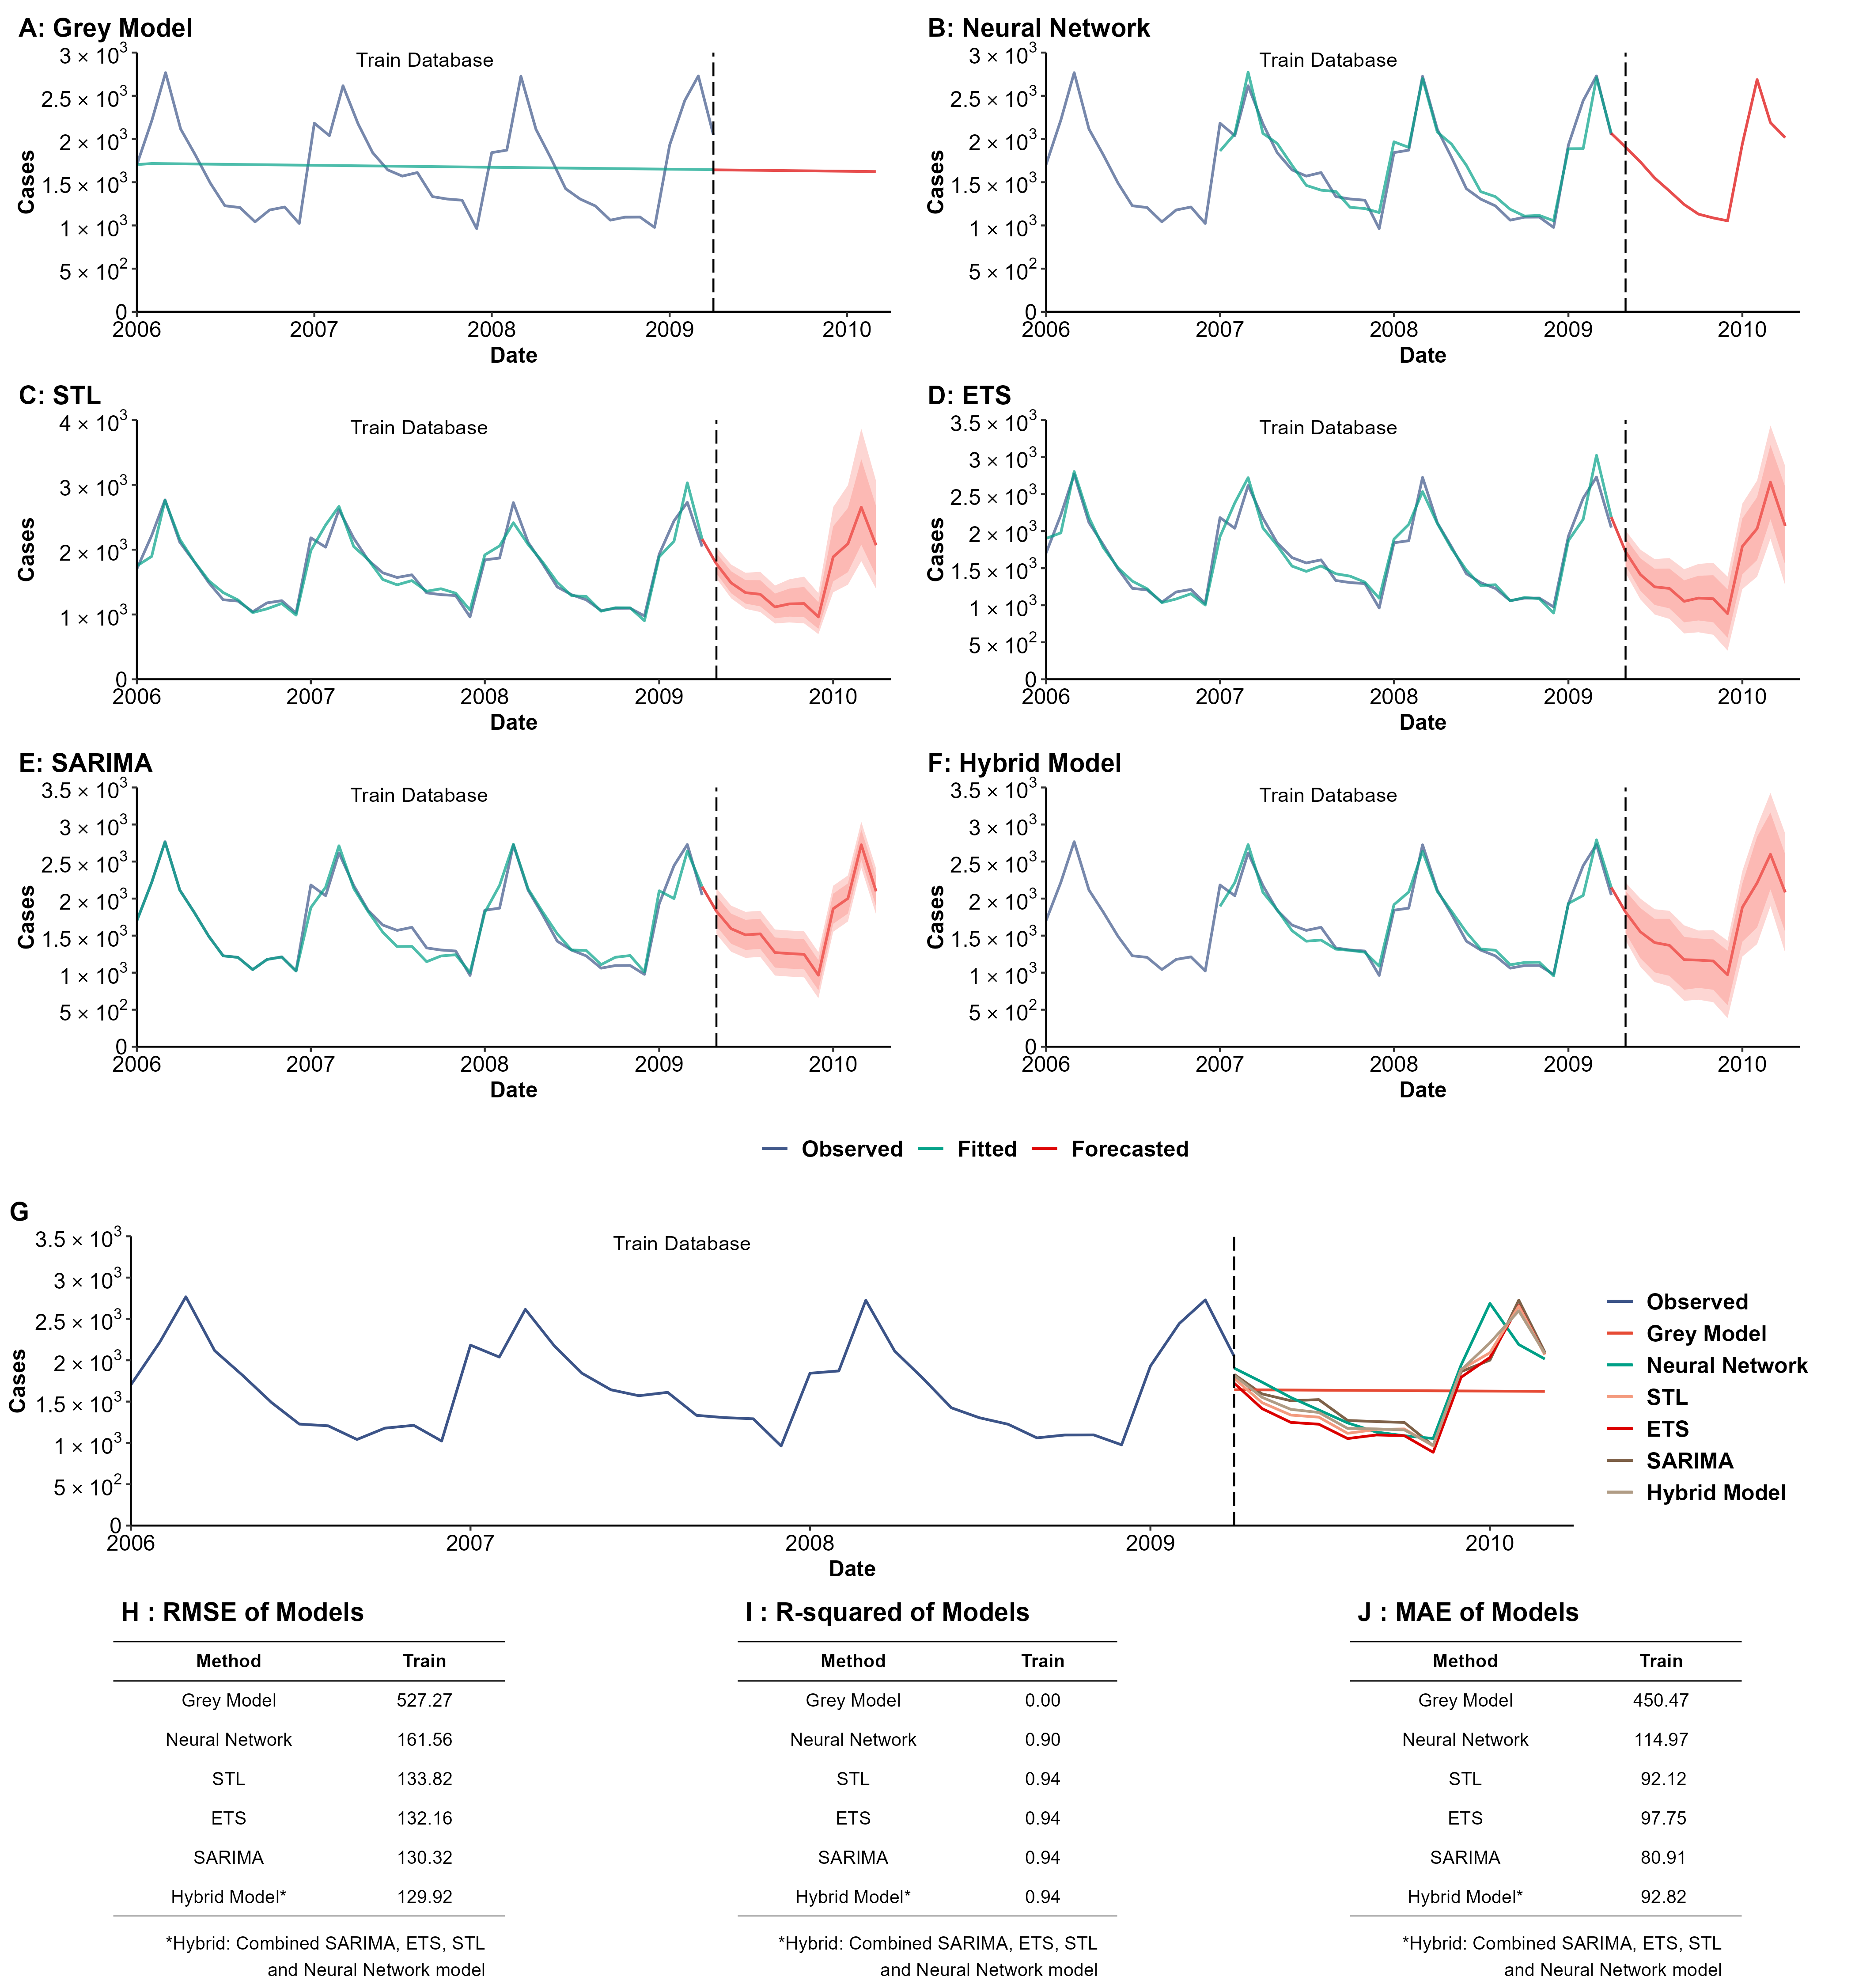 A: Grey Model
Train Database
3 × 10³
2.5 × 10³
2 × 10³
1.5 × 10³
1 × 10³
5 × 10²
0
Cases
2006 2007 2008 2009 2010
Date
B: Neural Network
Train Database
3 × 10³
2.5 × 10³
2 × 10³
1.5 × 10³
1 × 10³
5 × 10²
0
Cases
2006 2007 2008 2009 2010
Date
C: STL
Train Database
4 × 10³
3 × 10³
2 × 10³
1 × 10³
0
Cases
2006 2007 2008 2009 2010
Date
D: ETS
Train Database
3.5 × 10³
3 × 10³
2.5 × 10³
2 × 10³
1.5 × 10³
1 × 10³
5 × 10²
0
Cases
2006 2007 2008 2009 2010
Date
E: SARIMA
Train Database
3.5 × 10³
3 × 10³
2.5 × 10³
2 × 10³
1.5 × 10³
1 × 10³
5 × 10²
0
Cases
2006 2007 2008 2009 2010
Date
F: Hybrid Model
Train Database
3.5 × 10³
3 × 10³
2.5 × 10³
2 × 10³
1.5 × 10³
1 × 10³
5 × 10²
0
Cases
2006 2007 2008 2009 2010
Date
Observed Fitted Forecasted
G
Train Database
3.5 × 10³
3 × 10³
2.5 × 10³
2 × 10³
1.5 × 10³
1 × 10³
5 × 10²
0
Cases
2006 2007 2008 2009 2010
Date
Observed
Grey Model
Neural Network
STL
ETS
SARIMA
Hybrid Model
H : RMSE of Models
Method Train
Grey Model 527.27
Neural Network 161.56
STL 133.82
ETS 132.16
SARIMA 130.32
Hybrid Model* 129.92
*Hybrid: Combined SARIMA, ETS, STL
and Neural Network model
I : R-squared of Models
Method Train
Grey Model 0.00
Neural Network 0.90
STL 0.94
ETS 0.94
SARIMA 0.94
Hybrid Model* 0.94
*Hybrid: Combined SARIMA, ETS, STL
and Neural Network model
J : MAE of Models
Method Train
Grey Model 450.47
Neural Network 114.97
STL 92.12
ETS 97.75
SARIMA 80.91
Hybrid Model* 92.82
*Hybrid: Combined SARIMA, ETS, STL
and Neural Network model